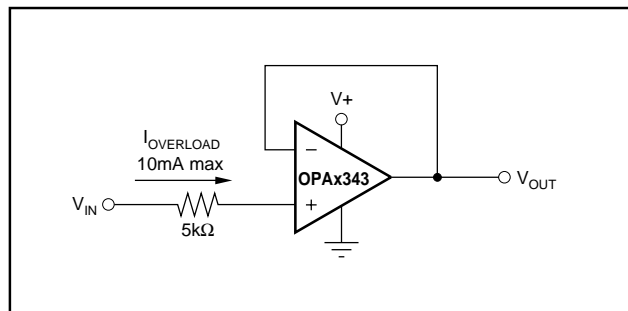 V+
I_OVERLOAD
10mA max
−
OPAx343
V_OUT
V_IN
+
5kΩ